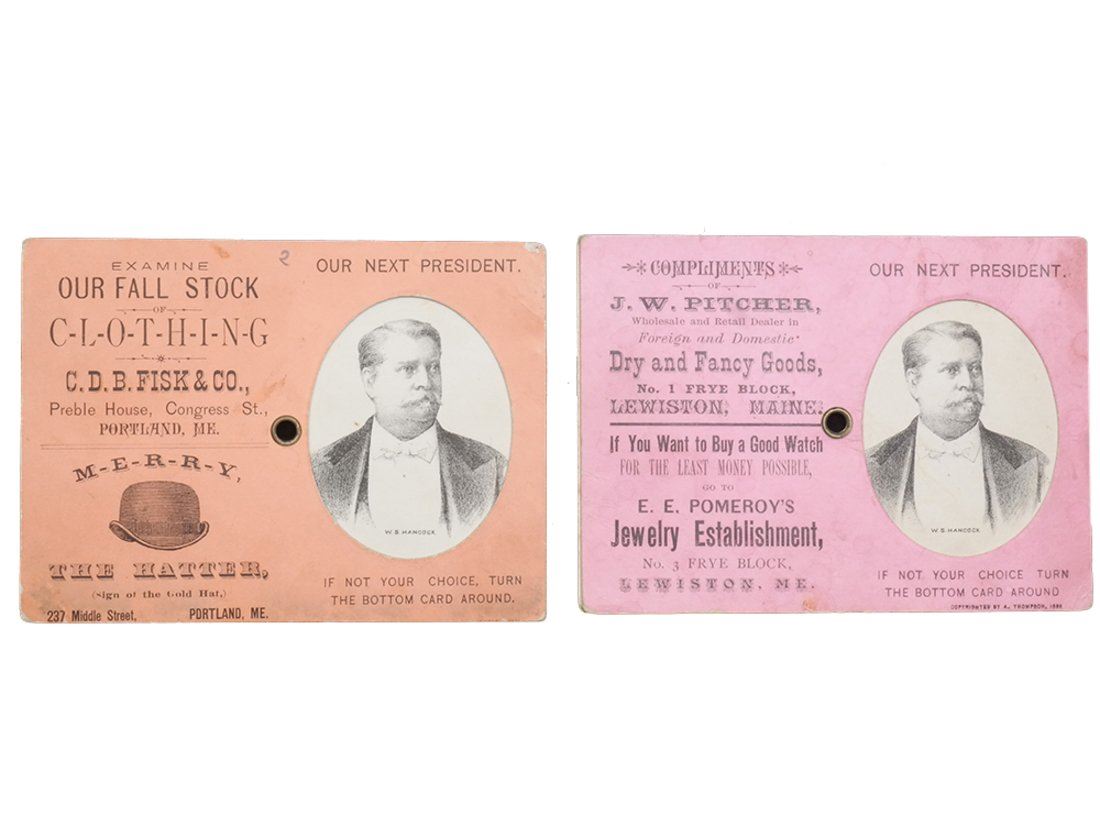 EXAMINE
OUR FALL STOCK
OF
C-L-O-T-H-I-N-G
C. D. B. FISK & CO.,
Preble House, Congress St.,
PORTLAND, ME.
M-E-R-R-Y,
THE HATTER,
(Sign of the Gold Hat,)
237 Middle Street, PORTLAND, ME.
2
OUR NEXT PRESIDENT.
W. S. HANCOCK.
IF NOT YOUR CHOICE, TURN
THE BOTTOM CARD AROUND.
COMPLIMENTS
OF
J. W. PITCHER,
Wholesale and Retail Dealer in
Foreign and Domestic
Dry and Fancy Goods,
No. 1 FRYE BLOCK,
LEWISTON, MAINE.
If You Want to Buy a Good Watch
FOR THE LEAST MONEY POSSIBLE,
GO TO
E. E. POMEROY'S
Jewelry Establishment,
No. 3 FRYE BLOCK,
LEWISTON, ME.
OUR NEXT PRESIDENT.
W. S. HANCOCK.
IF NOT YOUR CHOICE TURN
THE BOTTOM CARD AROUND
COPYRIGHTED BY A. THOMPSON,